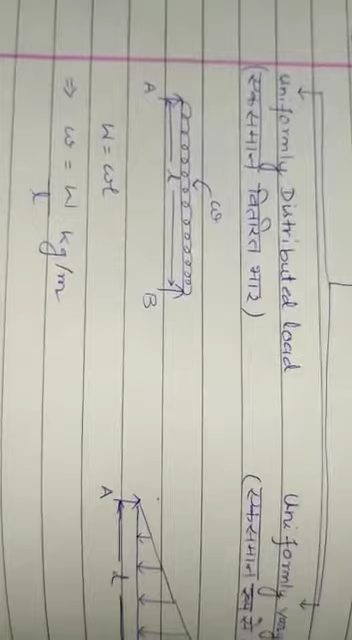 Uniformly Distributed load
(एकसमान वितरित भार)
ω
A l B
W = ωl
⇒ ω = W/l kg/m
Uniformly
(एकसमान रूप से
A
l